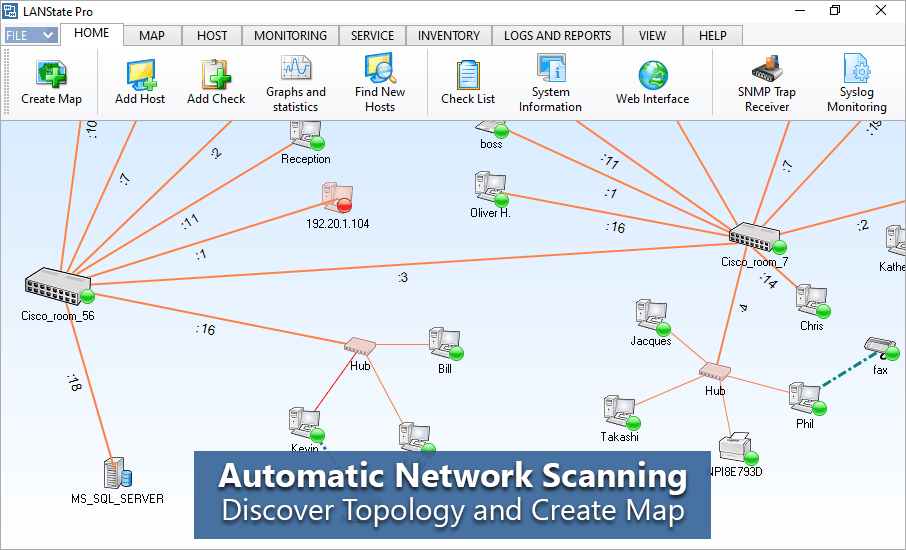 LANState Pro
FILE HOME MAP HOST MONITORING SERVICE INVENTORY LOGS AND REPORTS VIEW HELP
Create Map
Add Host
Add Check
Graphs and
statistics
Find New
Hosts
Check List
System
Information
Web Interface
SNMP Trap
Receiver
Syslog
Monitoring
:10
:7
:2
Reception
:11
192.20.1.104
:1
boss
:11
:1
Oliver H.
:16
:7
:19
:2
Cisco_room_7
Kathe
:3
:14
Cisco_room_56
:16
:18
Hub
Bill
Kevin
MS_SQL_SERVER
4
Chris
Jacques
fax
Hub
Phil
Takashi
NPI8E793D
Automatic Network Scanning
Discover Topology and Create Map